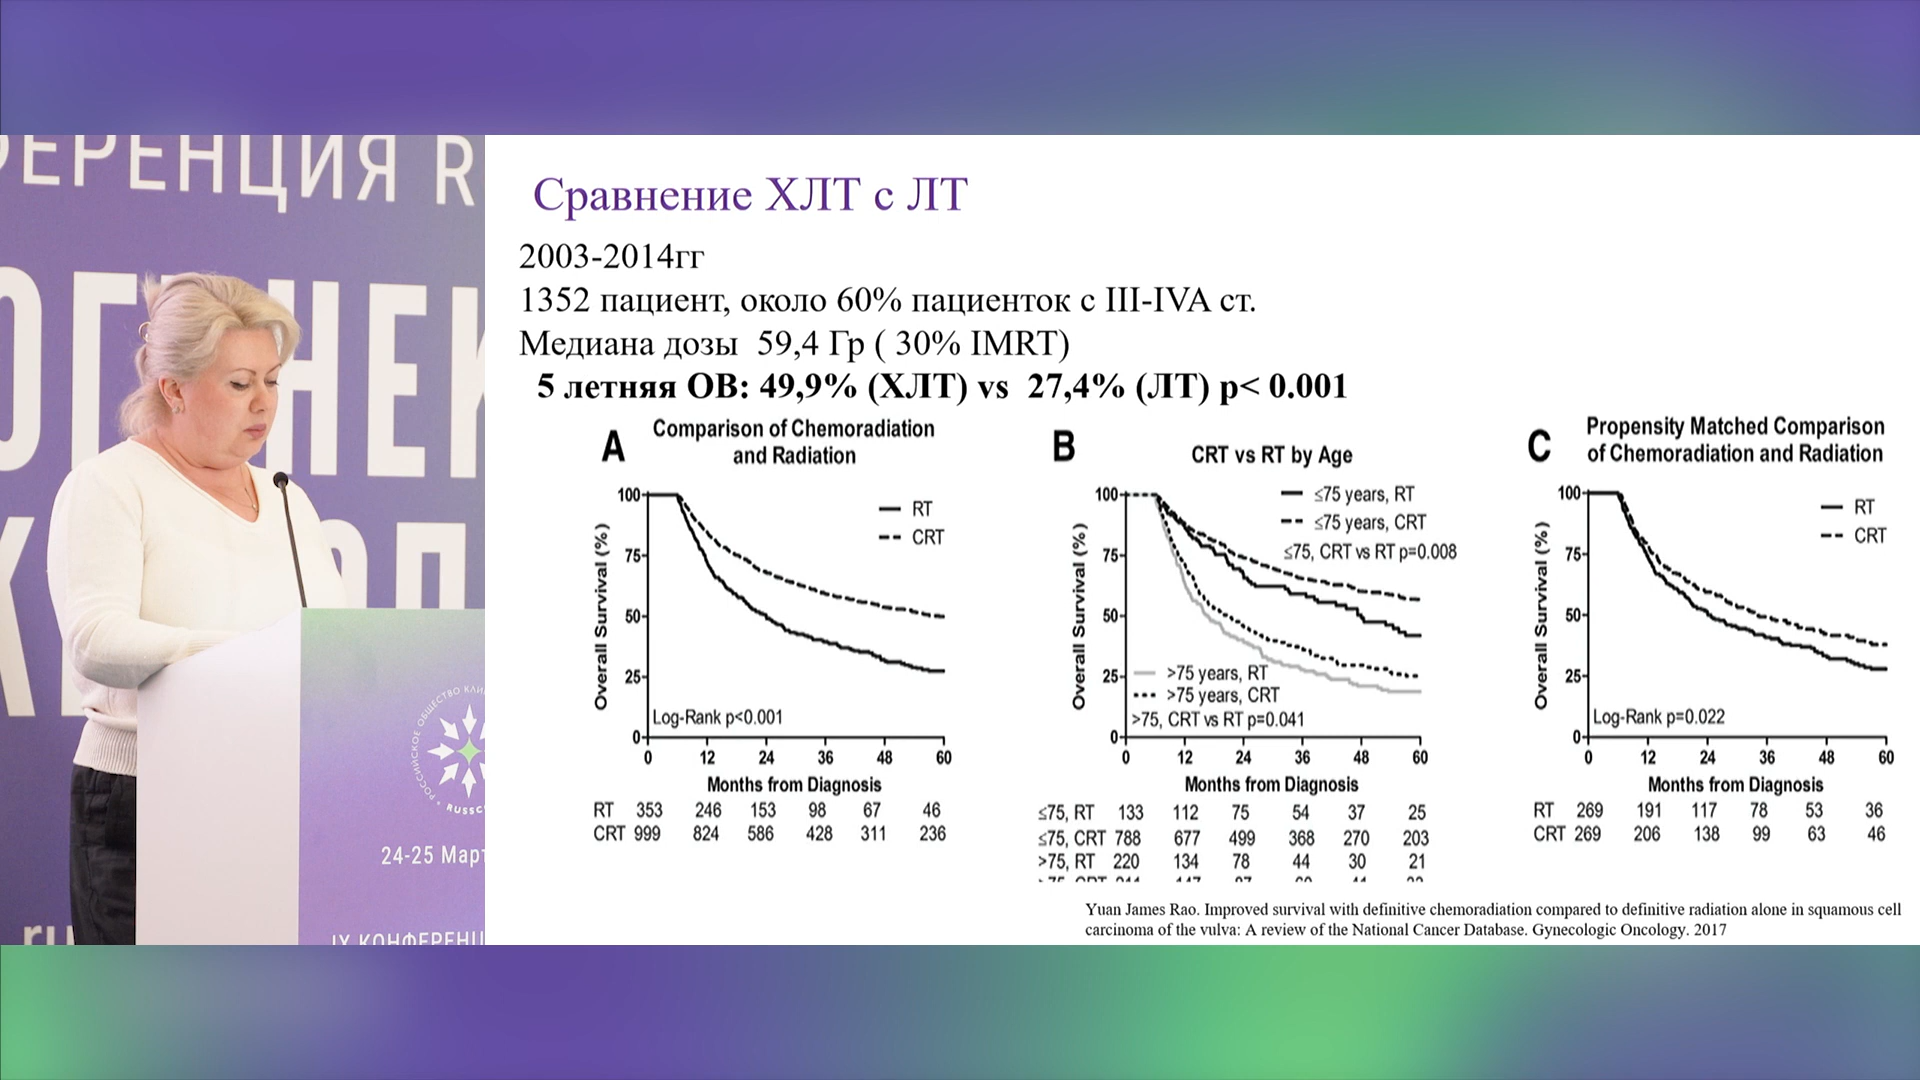 ФЕРЕНЦИЯ R
24-25 Март
IX КОНФЕРЕНЦ
РОССИЙСКОЕ ОБЩЕСТВО КЛИ
Сравнение ХЛТ с ЛТ
2003-2014гг
1352 пациент, около 60% пациенток с III-IVA ст.
Медиана дозы 59,4 Гр ( 30% IMRT)
5 летняя ОВ: 49,9% (ХЛТ) vs 27,4% (ЛТ) p< 0.001
A
Comparison of Chemoradiation
and Radiation
Overall Survival (%)
100
75
50
25
0
RT
CRT
Log-Rank p<0.001
0 12 24 36 48 60
Months from Diagnosis
RT 353 246 153 98 67 46
CRT 999 824 586 428 311 236
B
CRT vs RT by Age
Overall Survival (%)
100
75
50
25
0
≤75 years, RT
≤75 years, CRT
≤75, CRT vs RT p=0.008
>75 years, RT
>75 years, CRT
>75, CRT vs RT p=0.041
0 12 24 36 48 60
Months from Diagnosis
≤75, RT 133 112 75 54 37 25
≤75, CRT 788 677 499 368 270 203
>75, RT 220 134 78 44 30 21
C
Propensity Matched Comparison
of Chemoradiation and Radiation
Overall Survival (%)
100
75
50
25
0
RT
CRT
Log-Rank p=0.022
0 12 24 36 48 60
Months from Diagnosis
RT 269 191 117 78 53 36
CRT 269 206 138 99 63 46
Yuan James Rao. Improved survival with definitive chemoradiation compared to definitive radiation alone in squamous cell
carcinoma of the vulva: A review of the National Cancer Database. Gynecologic Oncology. 2017